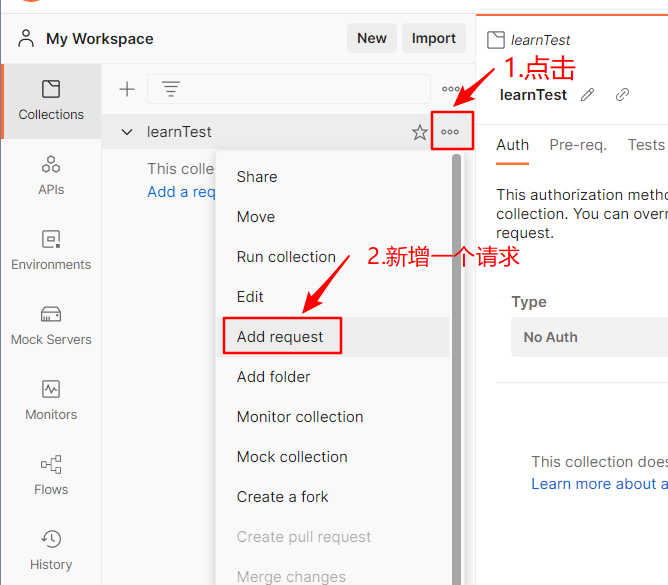 My Workspace
New
Import
Collections
APIs
Environments
Mock Servers
Monitors
Flows
History
learnTest
This colle
Add a req
Share
Move
Run collection
Edit
Add request
Add folder
Monitor collection
Mock collection
Create a fork
Create pull request
Merge changes
1.点击
2.新增一个请求
learnTest
learnTest
Auth
Pre-req.
Tests
This authorization metho
collection. You can overr
request.
Type
No Auth
This collection does
Learn more about a